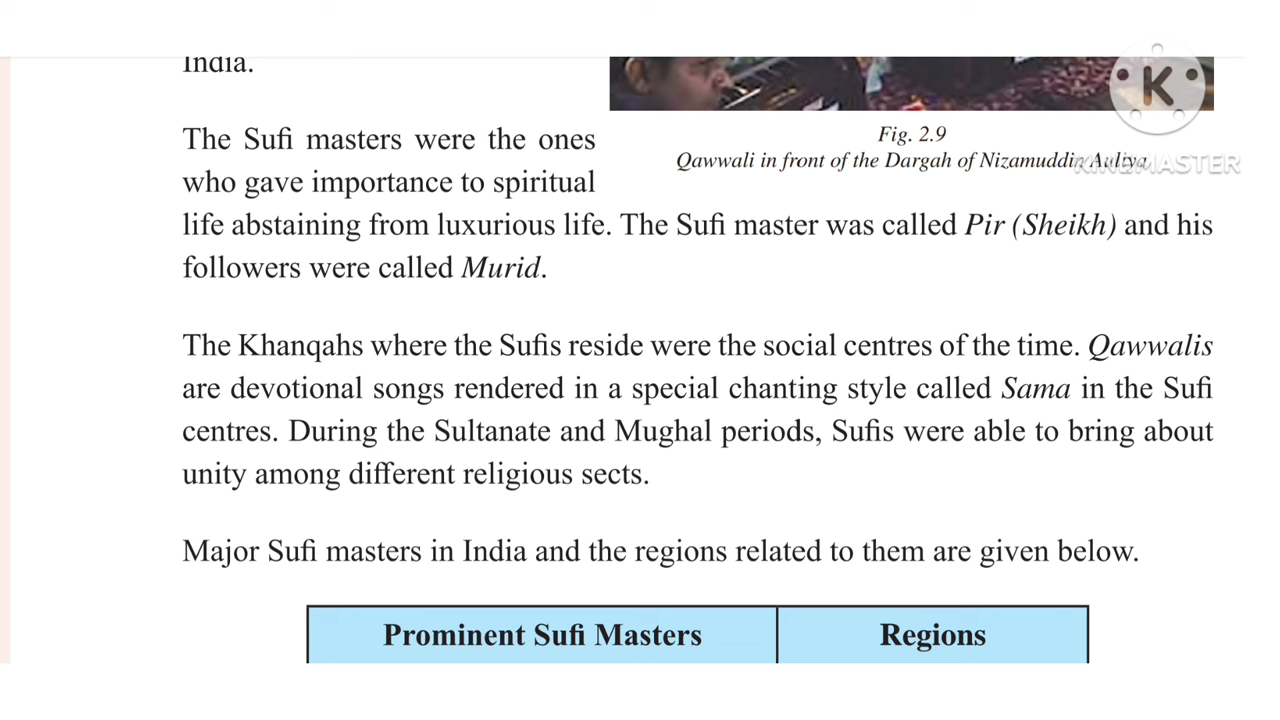 India.
The Sufi masters were the ones
who gave importance to spiritual
Fig. 2.9
Qawwali in front of the Dargah of Nizamuddin Auliya
K
KINEMASTER
life abstaining from luxurious life. The Sufi master was called Pir (Sheikh) and his
followers were called Murid.
The Khanqahs where the Sufis reside were the social centres of the time. Qawwalis
are devotional songs rendered in a special chanting style called Sama in the Sufi
centres. During the Sultanate and Mughal periods, Sufis were able to bring about
unity among different religious sects.
Major Sufi masters in India and the regions related to them are given below.
Prominent Sufi Masters
Regions